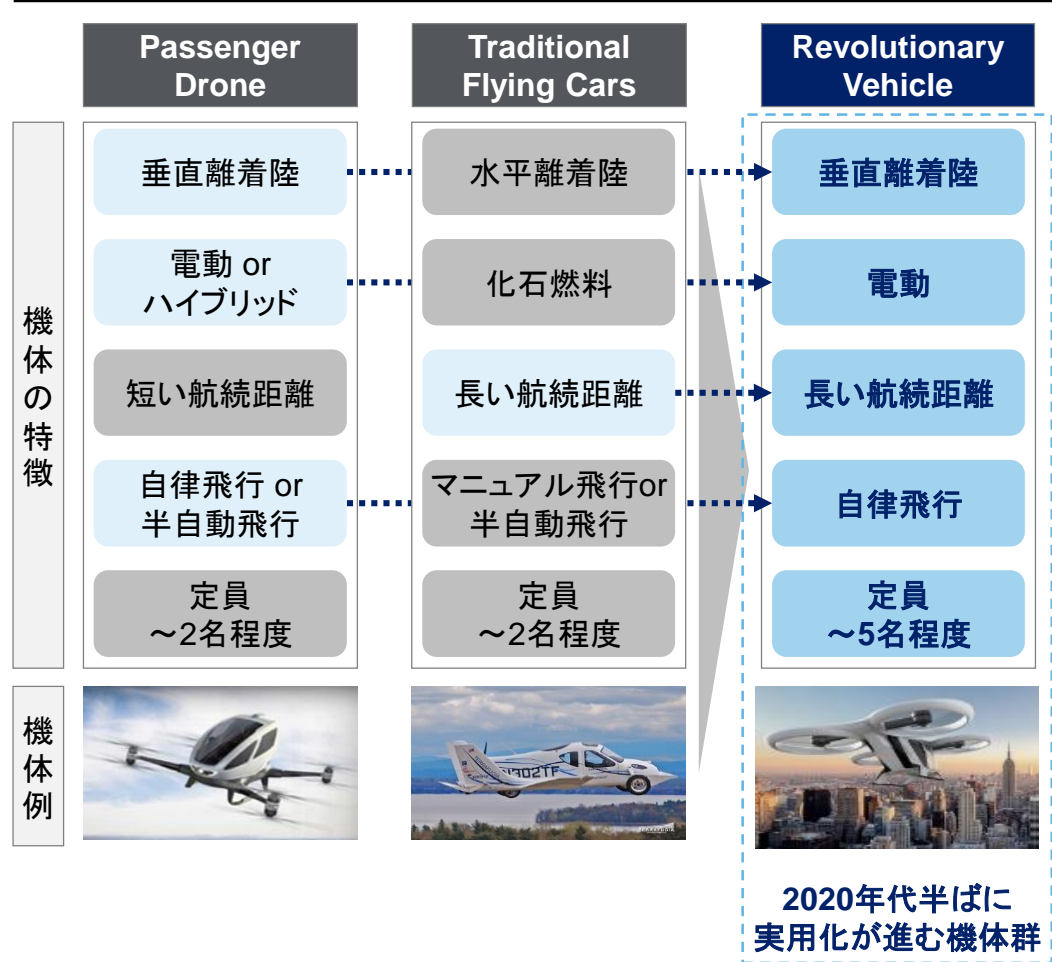 Passenger
Drone
Traditional
Flying Cars
Revolutionary
Vehicle
機体の特徴
垂直離着陸
水平離着陸
垂直離着陸
電動 or
ハイブリッド
化石燃料
電動
短い航続距離
長い航続距離
長い航続距離
自律飛行 or
半自動飛行
マニュアル飛行or
半自動飛行
自律飛行
定員
～2名程度
定員
～2名程度
定員
～5名程度
機体例
N302TF
2020年代半ばに
実用化が進む機体群